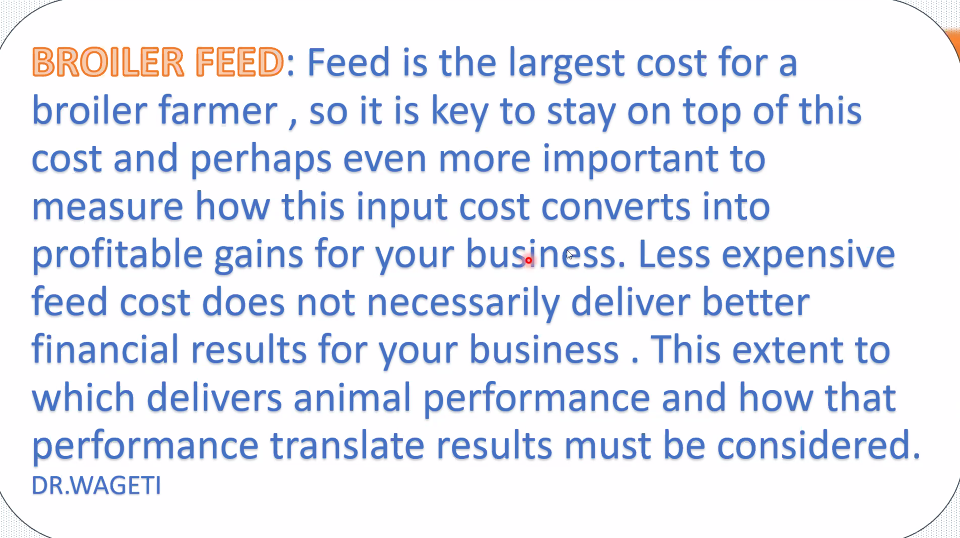 BROILER FEED: Feed is the largest cost for a
broiler farmer , so it is key to stay on top of this
cost and perhaps even more important to
measure how this input cost converts into
profitable gains for your business. Less expensive
feed cost does not necessarily deliver better
financial results for your business . This extent to
which delivers animal performance and how that
performance translate results must be considered.
DR.WAGETI